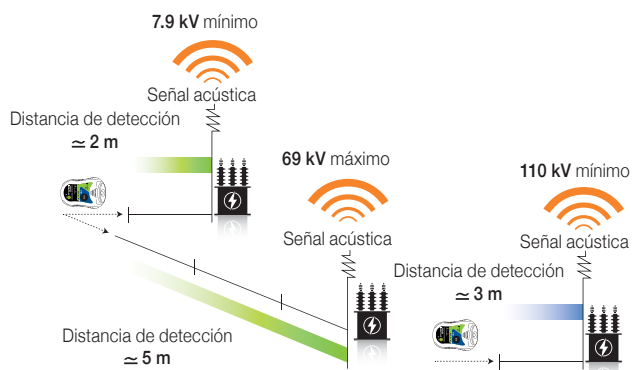 7.9 kV mínimo
Señal acústica
Distancia de detección
≃ 2 m
69 kV máximo
Señal acústica
Distancia de detección
≃ 5 m
110 kV mínimo
Señal acústica
Distancia de detección
≃ 3 m